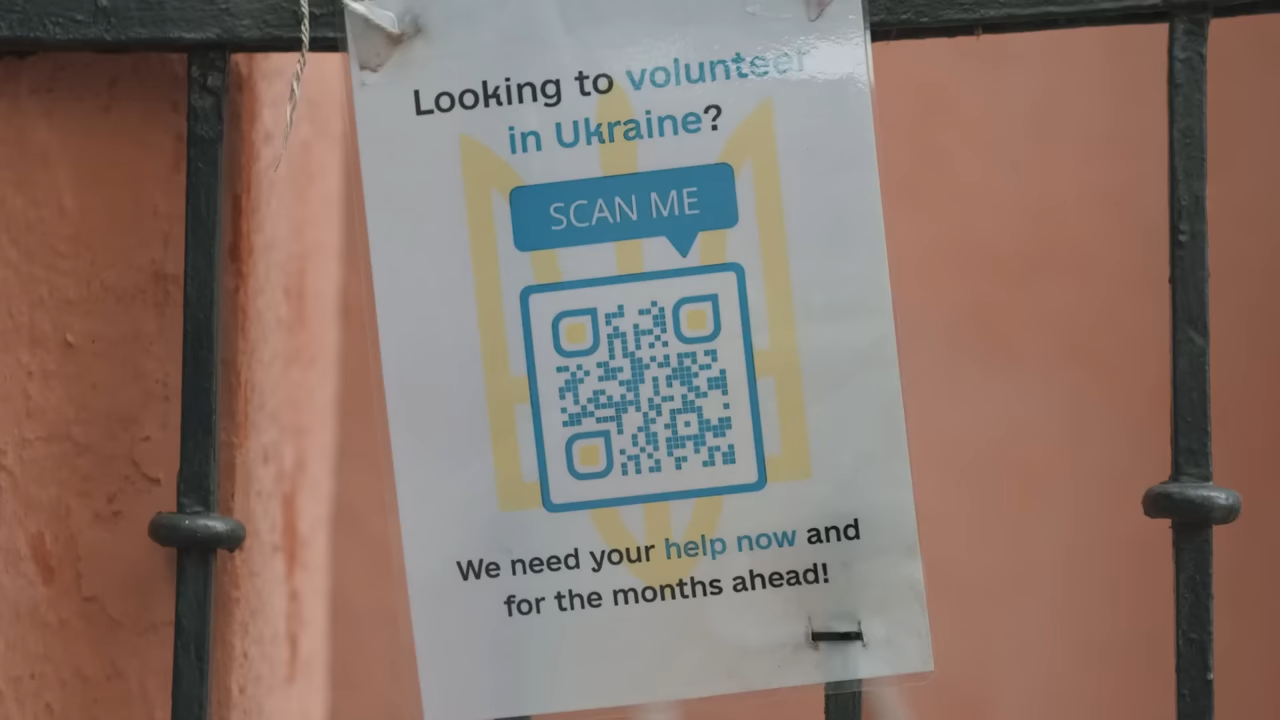 Looking to volunteer
in Ukraine?
SCAN ME
We need your help now and
for the months ahead!